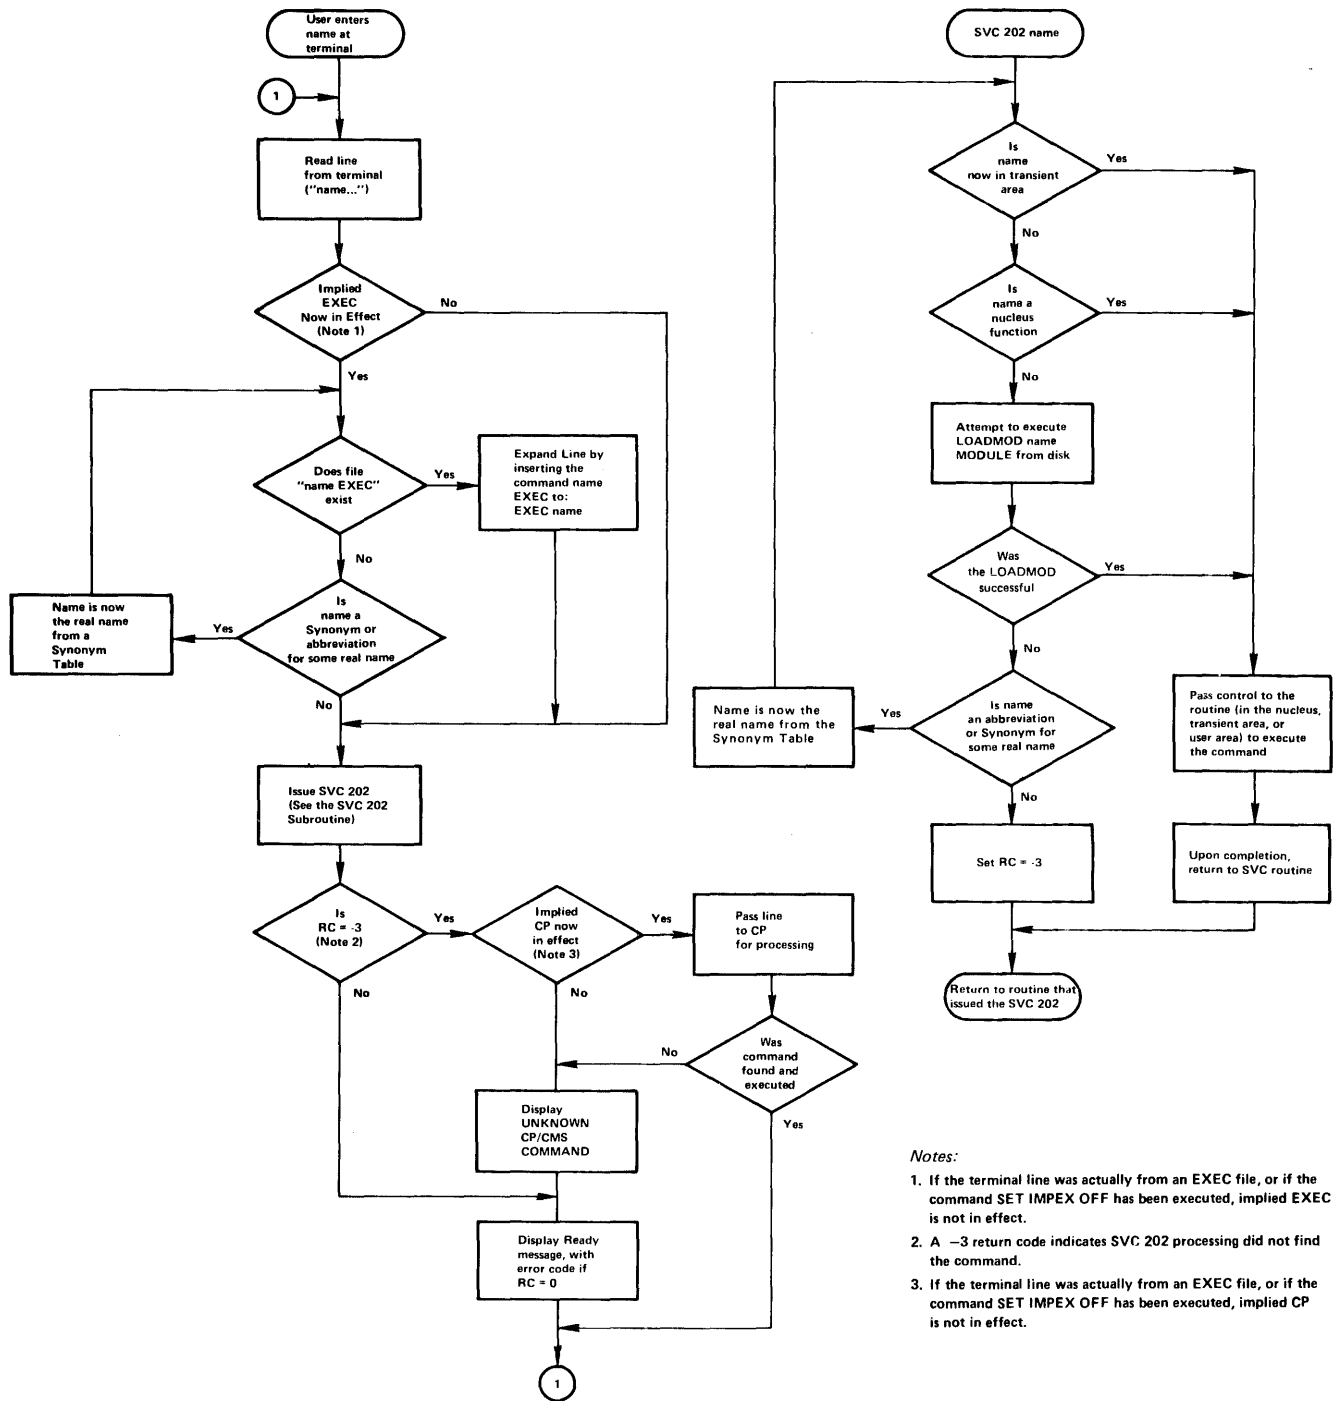 User enters
name at
terminal
1
Read line
from terminal
("name...")
Implied
EXEC
Now in Effect
(Note 1)
No
Yes
Does file
"name EXEC"
exist
Yes
Expand Line by
inserting the
command name
EXEC to:
EXEC name
No
Is
name a
Synonym or
abbreviation
for some real name
Yes
Name is now
the real name
from a
Synonym
Table
No
Issue SVC 202
(See the SVC 202
Subroutine)
Is
RC = -3
(Note 2)
Yes
No
Implied
CP now
in effect
(Note 3)
Yes
No
Pass line
to CP
for processing
Was
command
found and
executed
No
Yes
Display
UNKNOWN
CP/CMS
COMMAND
Display Ready
message, with
error code if
RC = 0
1
SVC 202 name
Is
name
now in transient
area
Yes
No
Is
name a
nucleus
function
Yes
No
Attempt to execute
LOADMOD name
MODULE from disk
Was
the LOADMOD
successful
Yes
No
Is name
an abbreviation
or Synonym for
some real name
Yes
Name is now the
real name from the
Synonym Table
No
Set RC = -3
Pass control to the
routine (in the nucleus,
transient area, or
user area) to execute
the command
Upon completion,
return to SVC routine
Return to routine that
issued the SVC 202
Notes:
1. If the terminal line was actually from an EXEC file, or if the
command SET IMPEX OFF has been executed, implied EXEC
is not in effect.
2. A −3 return code indicates SVC 202 processing did not find
the command.
3. If the terminal line was actually from an EXEC file, or if the
command SET IMPEX OFF has been executed, implied CP
is not in effect.